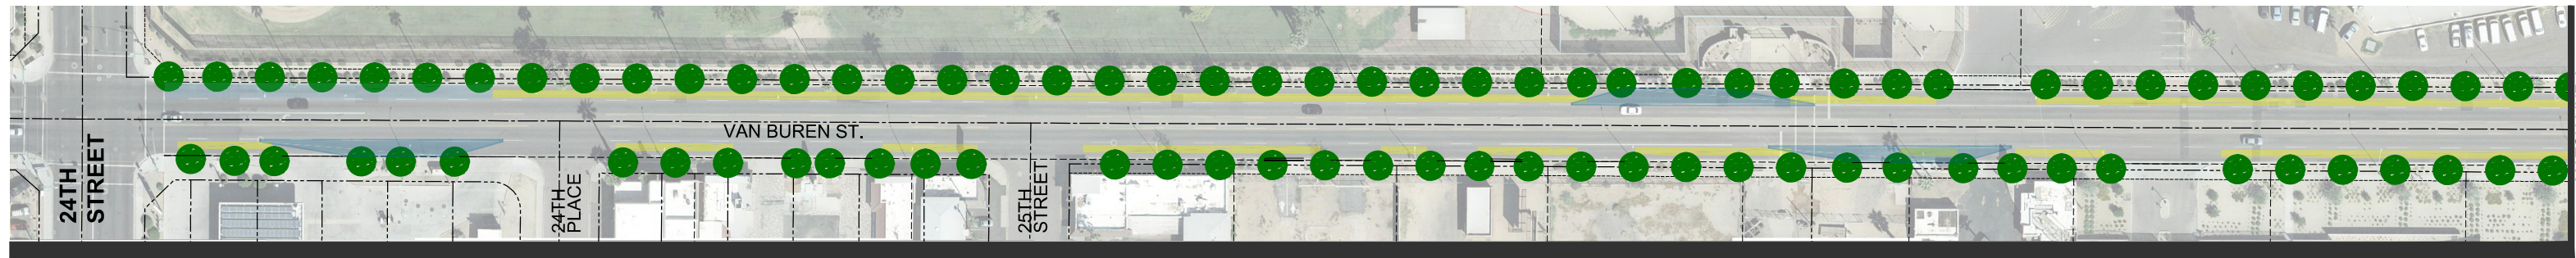 24TH
STREET
24TH
PLACE
VAN BUREN ST.
25TH
STREET